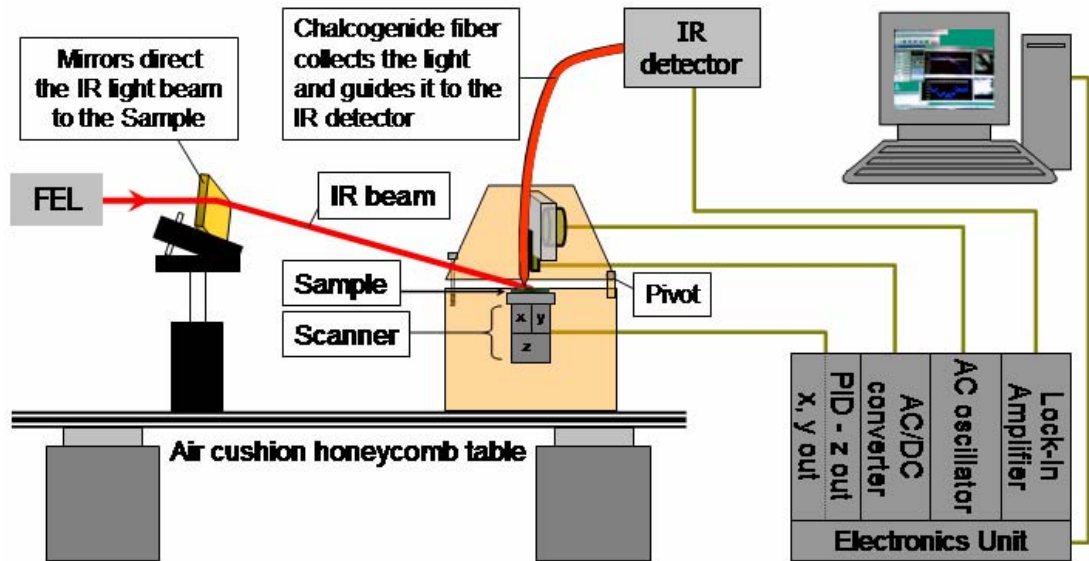 Mirrors direct
the IR light beam
to the Sample
Chalcogenide fiber
collects the light
and guides it to the
IR detector
IR
detector
FEL
IR beam
Sample
Scanner
x y
z
Pivot
Air cushion honeycomb table
x, y out
PID - z out
AC/DC
converter
AC oscillator
Lock-In
Amplifier
Electronics Unit